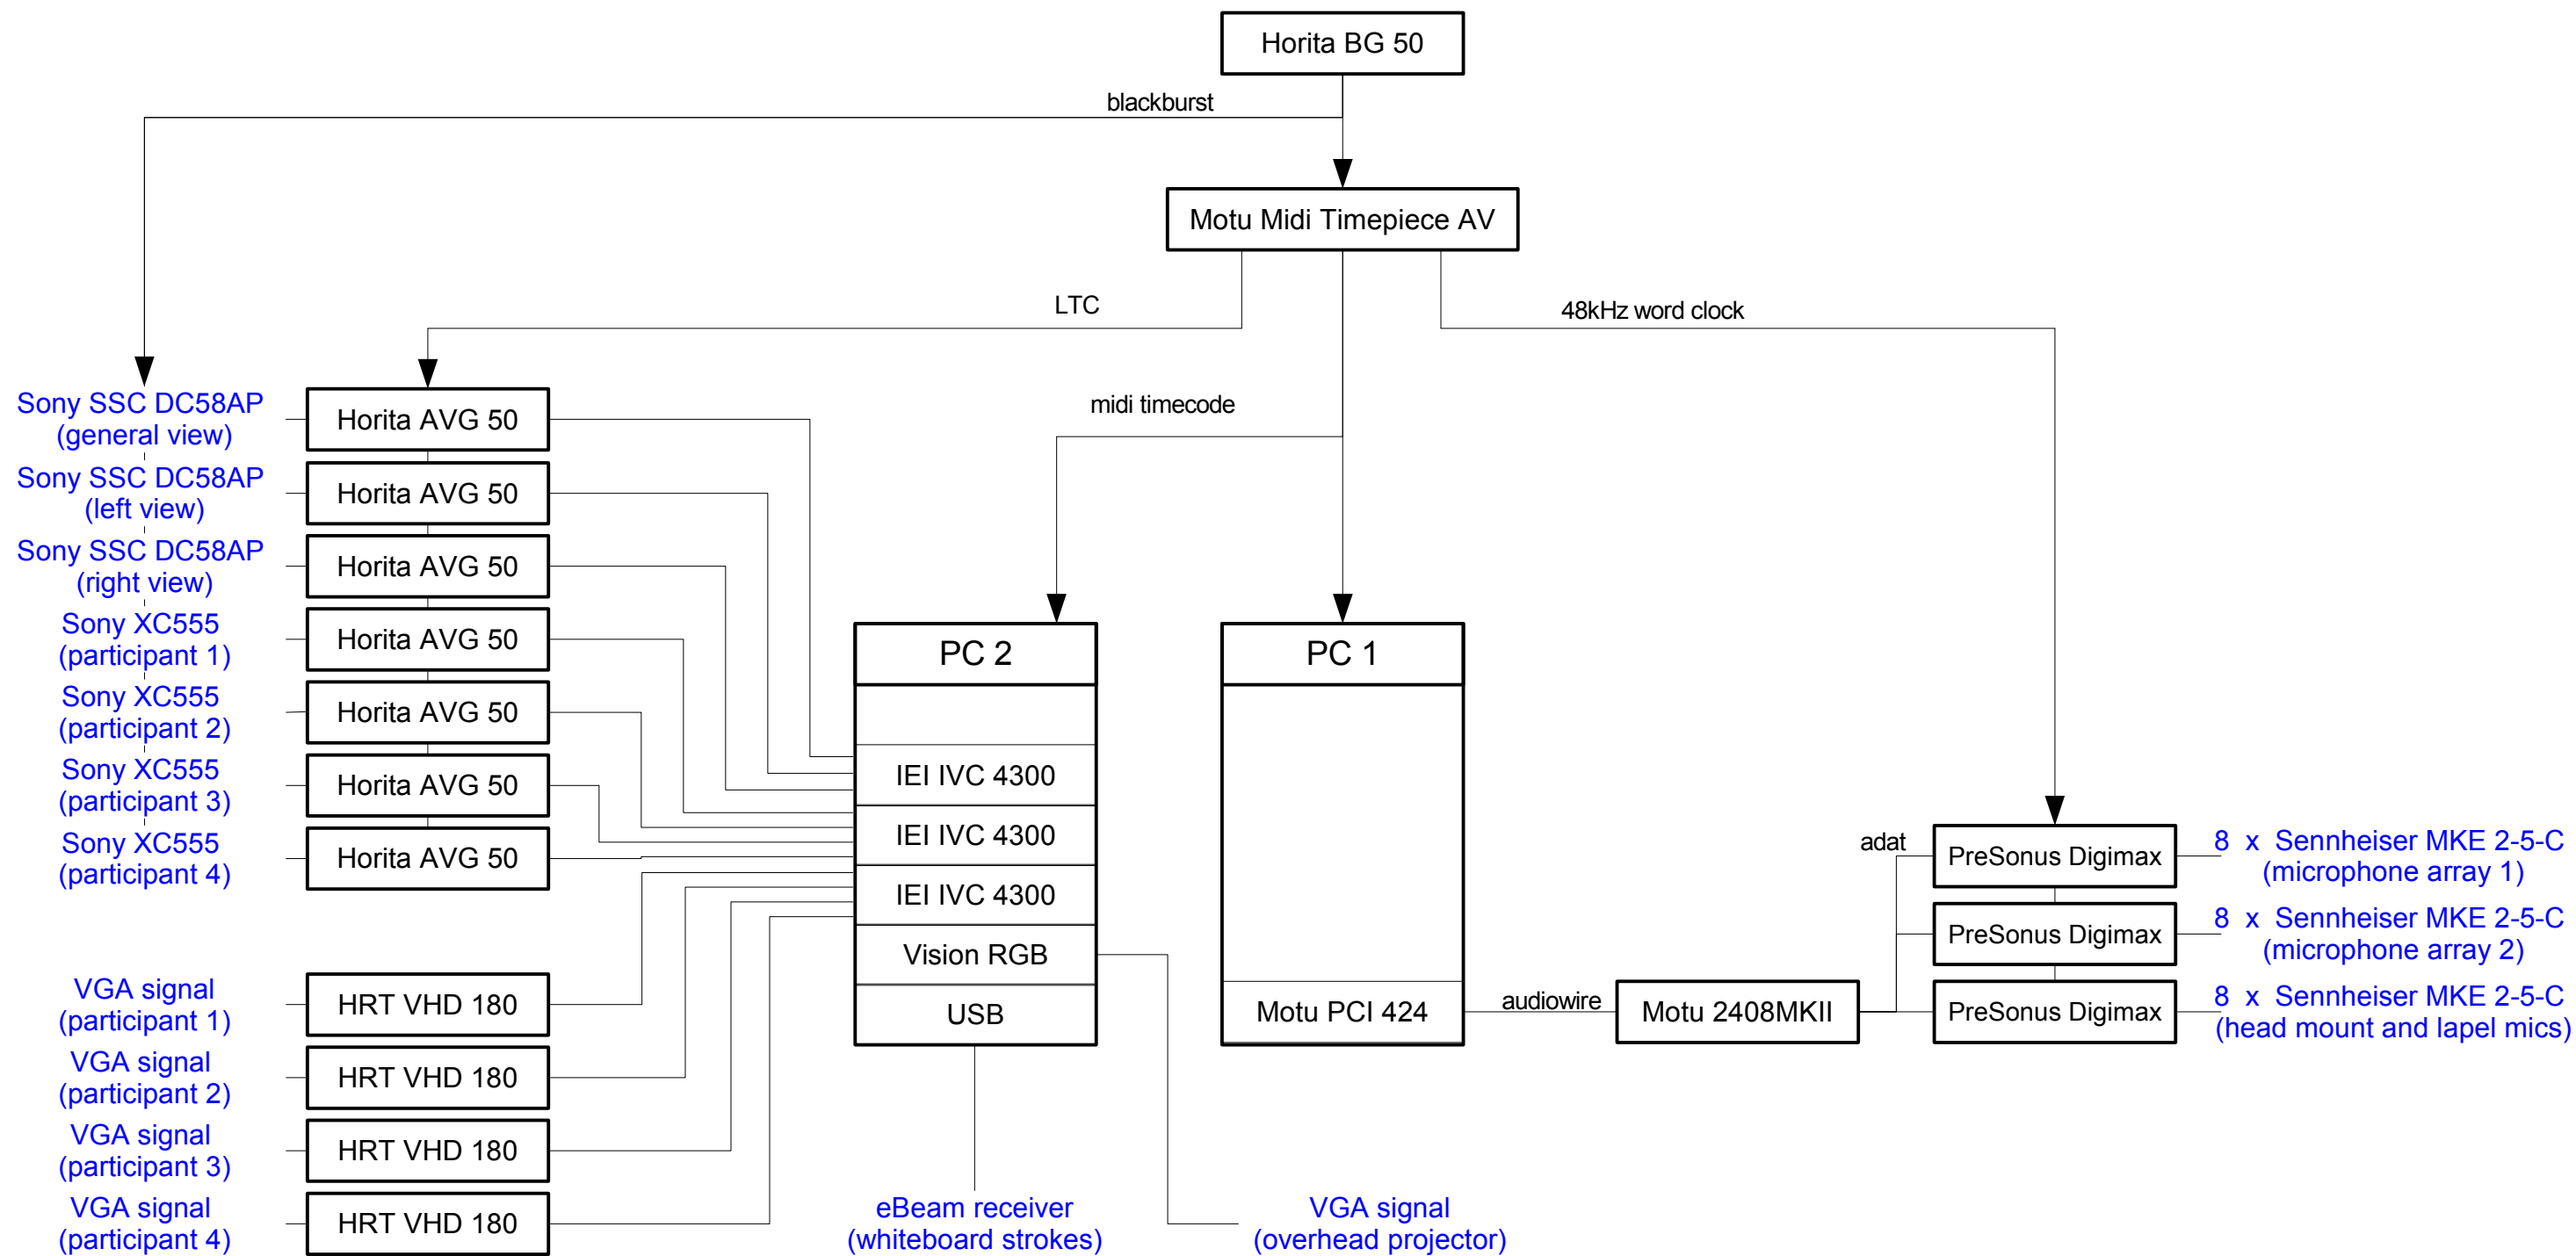 Horita BG 50
blackburst
Motu Midi Timepiece AV
LTC
48kHz word clock
midi timecode
Sony SSC DC58AP
(general view)
Horita AVG 50
Sony SSC DC58AP
(left view)
Horita AVG 50
Sony SSC DC58AP
(right view)
Horita AVG 50
Sony XC555
(participant 1)
Horita AVG 50
Sony XC555
(participant 2)
Horita AVG 50
Sony XC555
(participant 3)
Horita AVG 50
Sony XC555
(participant 4)
Horita AVG 50
VGA signal
(participant 1)
HRT VHD 180
VGA signal
(participant 2)
HRT VHD 180
VGA signal
(participant 3)
HRT VHD 180
VGA signal
(participant 4)
HRT VHD 180
PC 2
IEI IVC 4300
IEI IVC 4300
IEI IVC 4300
Vision RGB
USB
eBeam receiver
(whiteboard strokes)
VGA signal
(overhead projector)
PC 1
Motu PCI 424
audiowire
Motu 2408MKII
adat
PreSonus Digimax
8 x Sennheiser MKE 2-5-C
(microphone array 1)
PreSonus Digimax
8 x Sennheiser MKE 2-5-C
(microphone array 2)
PreSonus Digimax
8 x Sennheiser MKE 2-5-C
(head mount and lapel mics)